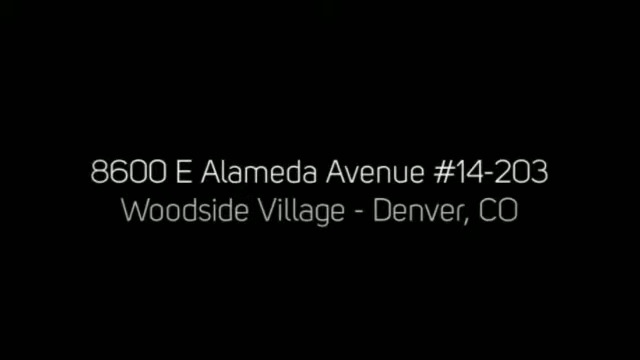 8600 E Alameda Avenue #14-203
Woodside Village - Denver, CO